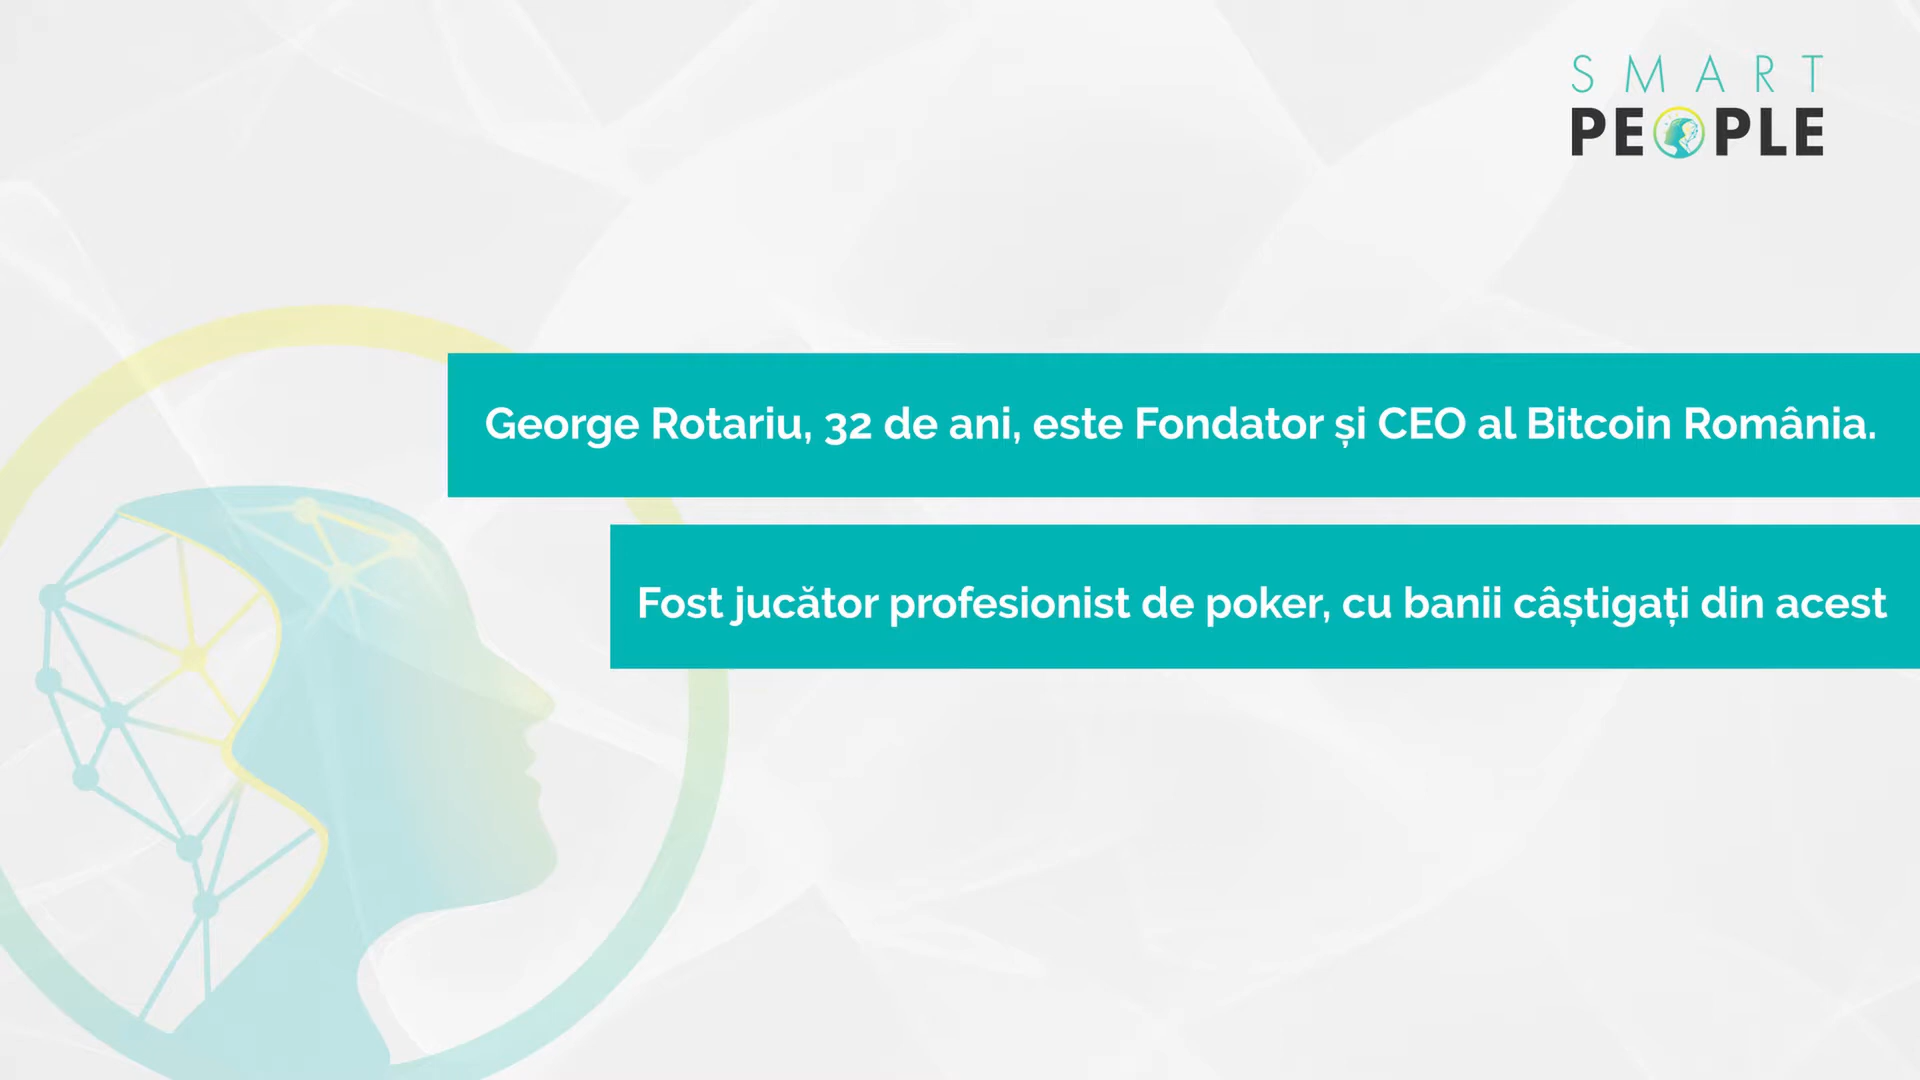 SMART
PEOPLE
George Rotariu, 32 de ani, este Fondator și CEO al Bitcoin România.
Fost jucător profesionist de poker, cu banii câștigați din acest